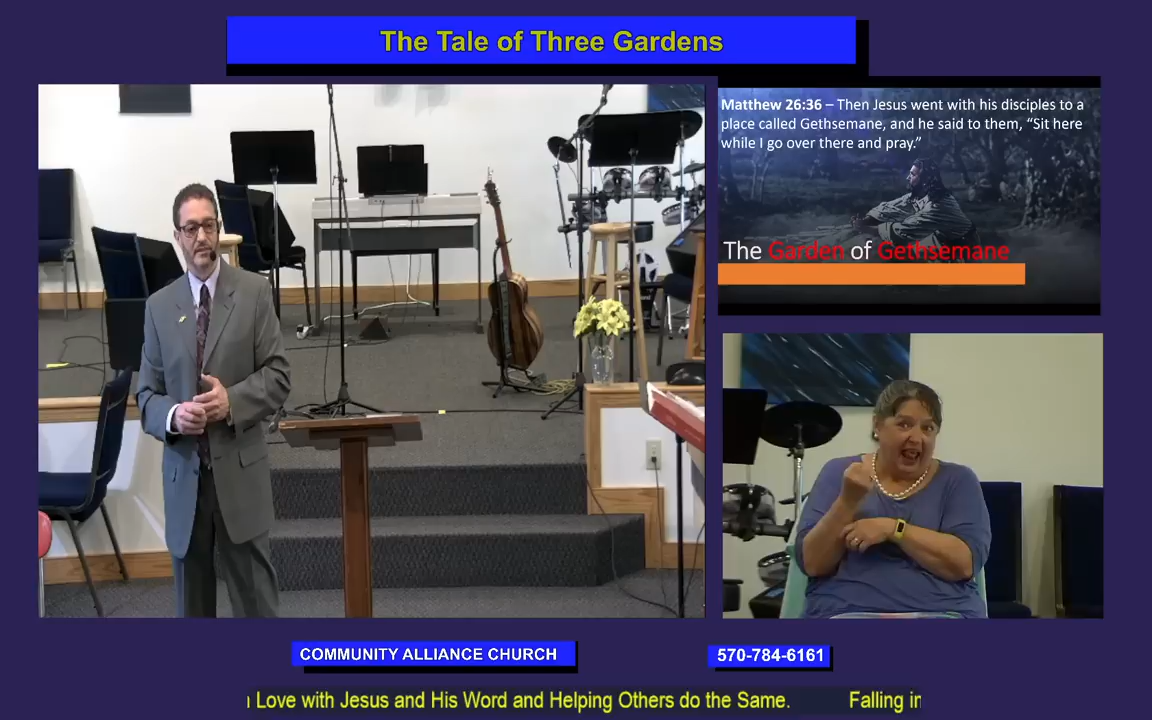 The Tale of Three Gardens
Matthew 26:36 – Then Jesus went with his disciples to a
place called Gethsemane, and he said to them, “Sit here
while I go over there and pray.”
The Garden of Gethsemane
COMMUNITY ALLIANCE CHURCH
570-784-6161
Love with Jesus and His Word and Helping Others do the Same. Falling in